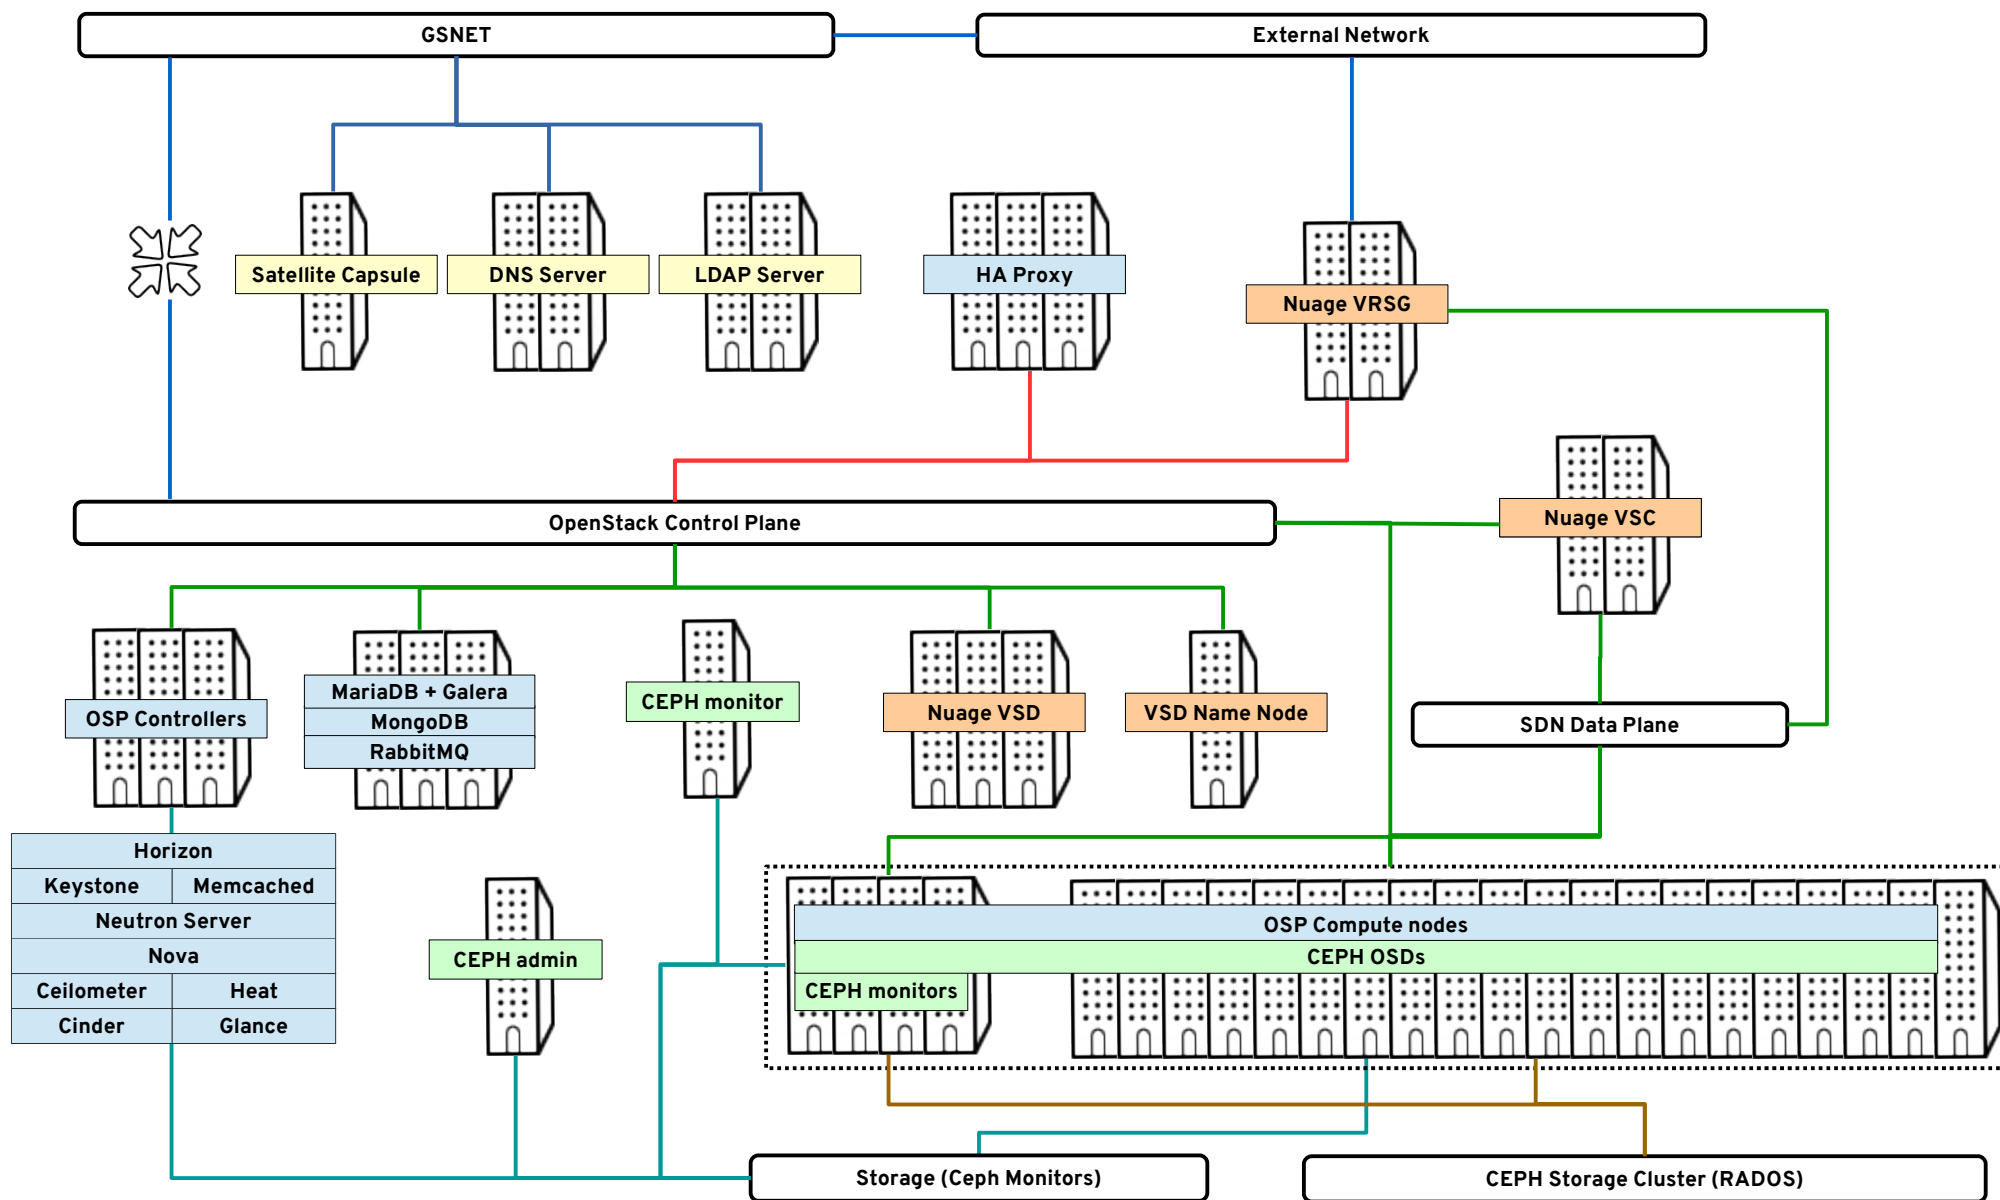 GSNET
External Network
Satellite Capsule
DNS Server
LDAP Server
HA Proxy
Nuage VRSG
OpenStack Control Plane
Nuage VSC
OSP Controllers
MariaDB + Galera
MongoDB
RabbitMQ
CEPH monitor
Nuage VSD
VSD Name Node
SDN Data Plane
Horizon
Keystone
Memcached
Neutron Server
Nova
Ceilometer
Heat
Cinder
Glance
CEPH admin
OSP Compute nodes
CEPH OSDs
CEPH monitors
Storage (Ceph Monitors)
CEPH Storage Cluster (RADOS)